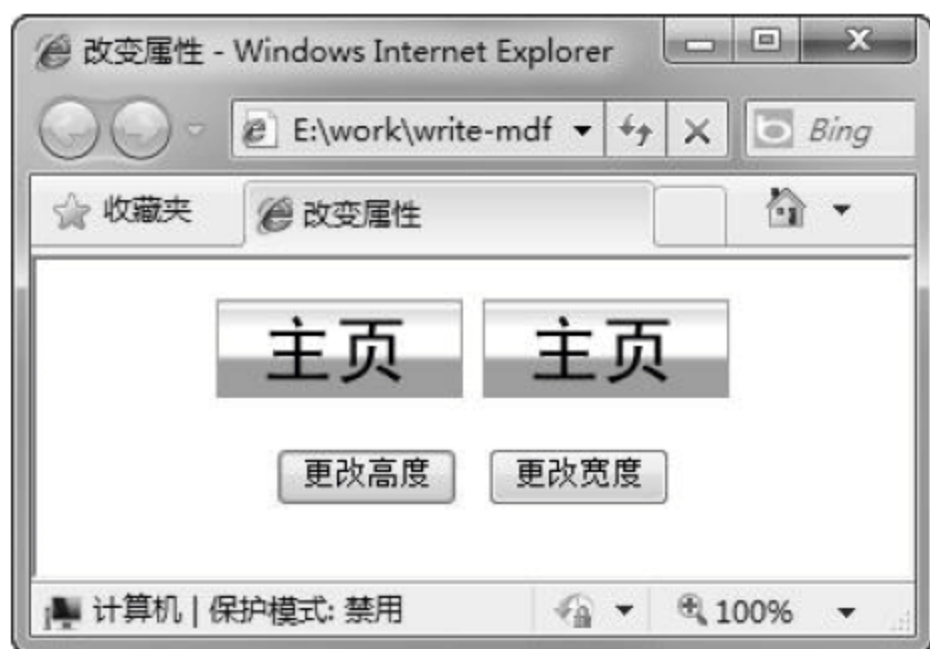 改变属性 - Windows Internet Explorer
E:\work\write-mdf
Bing
收藏夹
改变属性
主页 主页
更改高度 更改宽度
计算机 | 保护模式: 禁用
100%